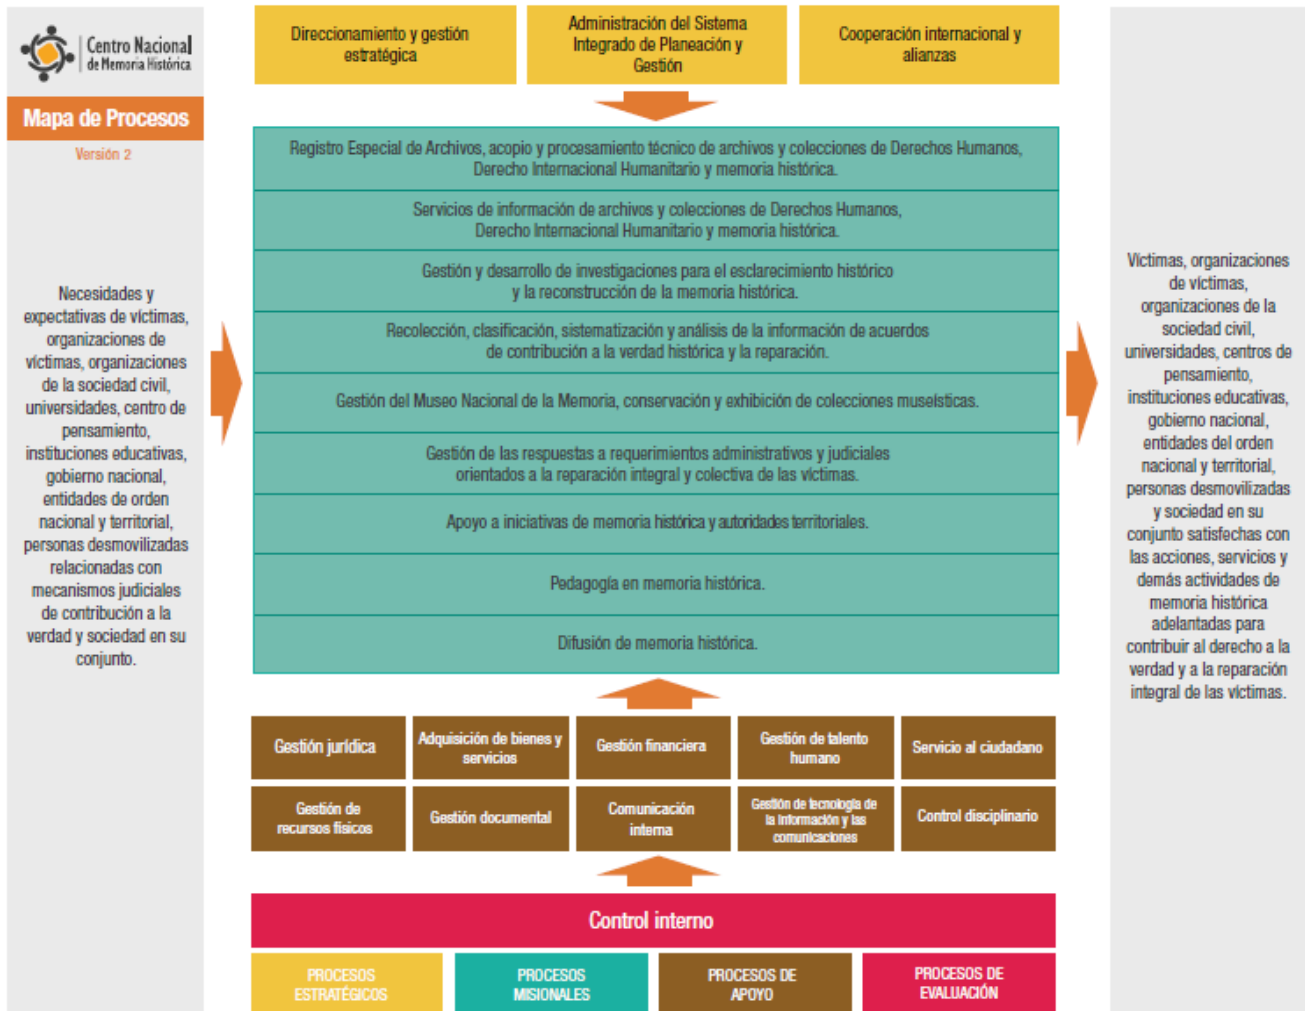 Centro Nacional
de Memoria Histórica
Mapa de Procesos
Versión 2
Necesidades y
expectativas de víctimas,
organizaciones de
víctimas, organizaciones
de la sociedad civil,
universidades, centro de
pensamiento,
instituciones educativas,
gobierno nacional,
entidades de orden
nacional y territorial,
personas desmovilizadas
relacionadas con
mecanismos judiciales
de contribución a la
verdad y sociedad en su
conjunto.
Direccionamiento y gestión
estratégica
Administración del Sistema
Integrado de Planeación y
Gestión
Cooperación internacional y
alianzas
Registro Especial de Archivos, acopio y procesamiento técnico de archivos y colecciones de Derechos Humanos,
Derecho Internacional Humanitario y memoria histórica.
Servicios de información de archivos y colecciones de Derechos Humanos,
Derecho Internacional Humanitario y memoria histórica.
Gestión y desarrollo de investigaciones para el esclarecimiento histórico
y la reconstrucción de la memoria histórica.
Recolección, clasificación, sistematización y análisis de la información de acuerdos
de contribución a la verdad histórica y la reparación.
Gestión del Museo Nacional de la Memoria, conservación y exhibición de colecciones museísticas.
Gestión de las respuestas a requerimientos administrativos y judiciales
orientados a la reparación integral y colectiva de las víctimas.
Apoyo a iniciativas de memoria histórica y autoridades territoriales.
Pedagogía en memoria histórica.
Difusión de memoria histórica.
Gestión jurídica
Adquisición de bienes y
servicios
Gestión financiera
Gestión de talento
humano
Servicio al ciudadano
Gestión de
recursos físicos
Gestión documental
Comunicación
interna
Gestión de tecnología de
la información y las
comunicaciones
Control disciplinario
Control interno
PROCESOS
ESTRATÉGICOS
PROCESOS
MISIONALES
PROCESOS DE
APOYO
PROCESOS DE
EVALUACIÓN
Víctimas, organizaciones
de víctimas,
organizaciones de la
sociedad civil,
universidades, centros de
pensamiento,
instituciones educativas,
gobierno nacional,
entidades del orden
nacional y territorial,
personas desmovilizadas
y sociedad en su
conjunto satisfechas con
las acciones, servicios y
demás actividades de
memoria histórica
adelantadas para
contribuir al derecho a la
verdad y a la reparación
integral de las víctimas.